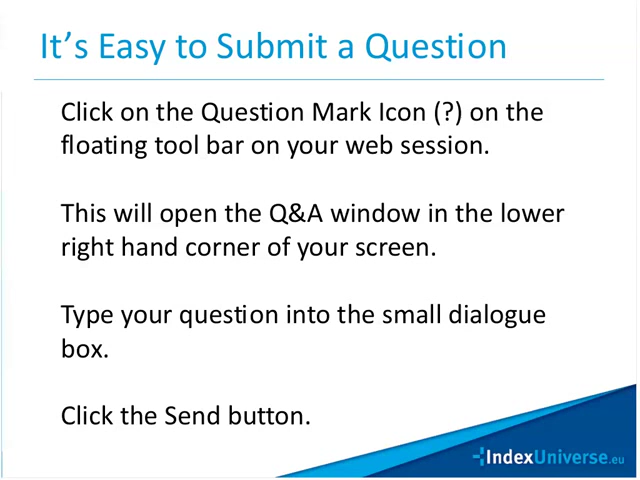 It's Easy to Submit a Question
Click on the Question Mark Icon (?) on the
floating tool bar on your web session.
This will open the Q&A window in the lower
right hand corner of your screen.
Type your question into the small dialogue
box.
Click the Send button.
IndexUniverse.eu